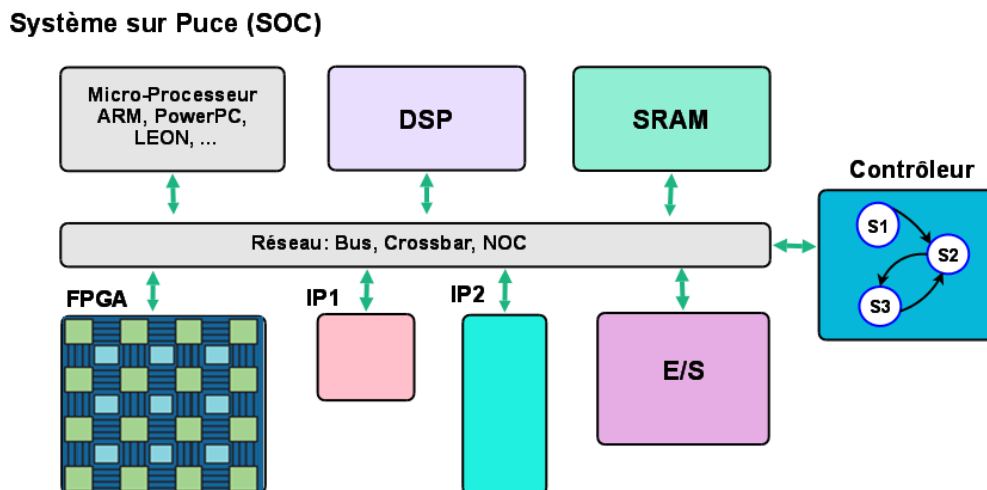 Système sur Puce (SOC)
Micro-Processeur
ARM, PowerPC,
LEON, ...
DSP
SRAM
Contrôleur
S1
S2
S3
Réseau: Bus, Crossbar, NOC
FPGA
IP1
IP2
E/S